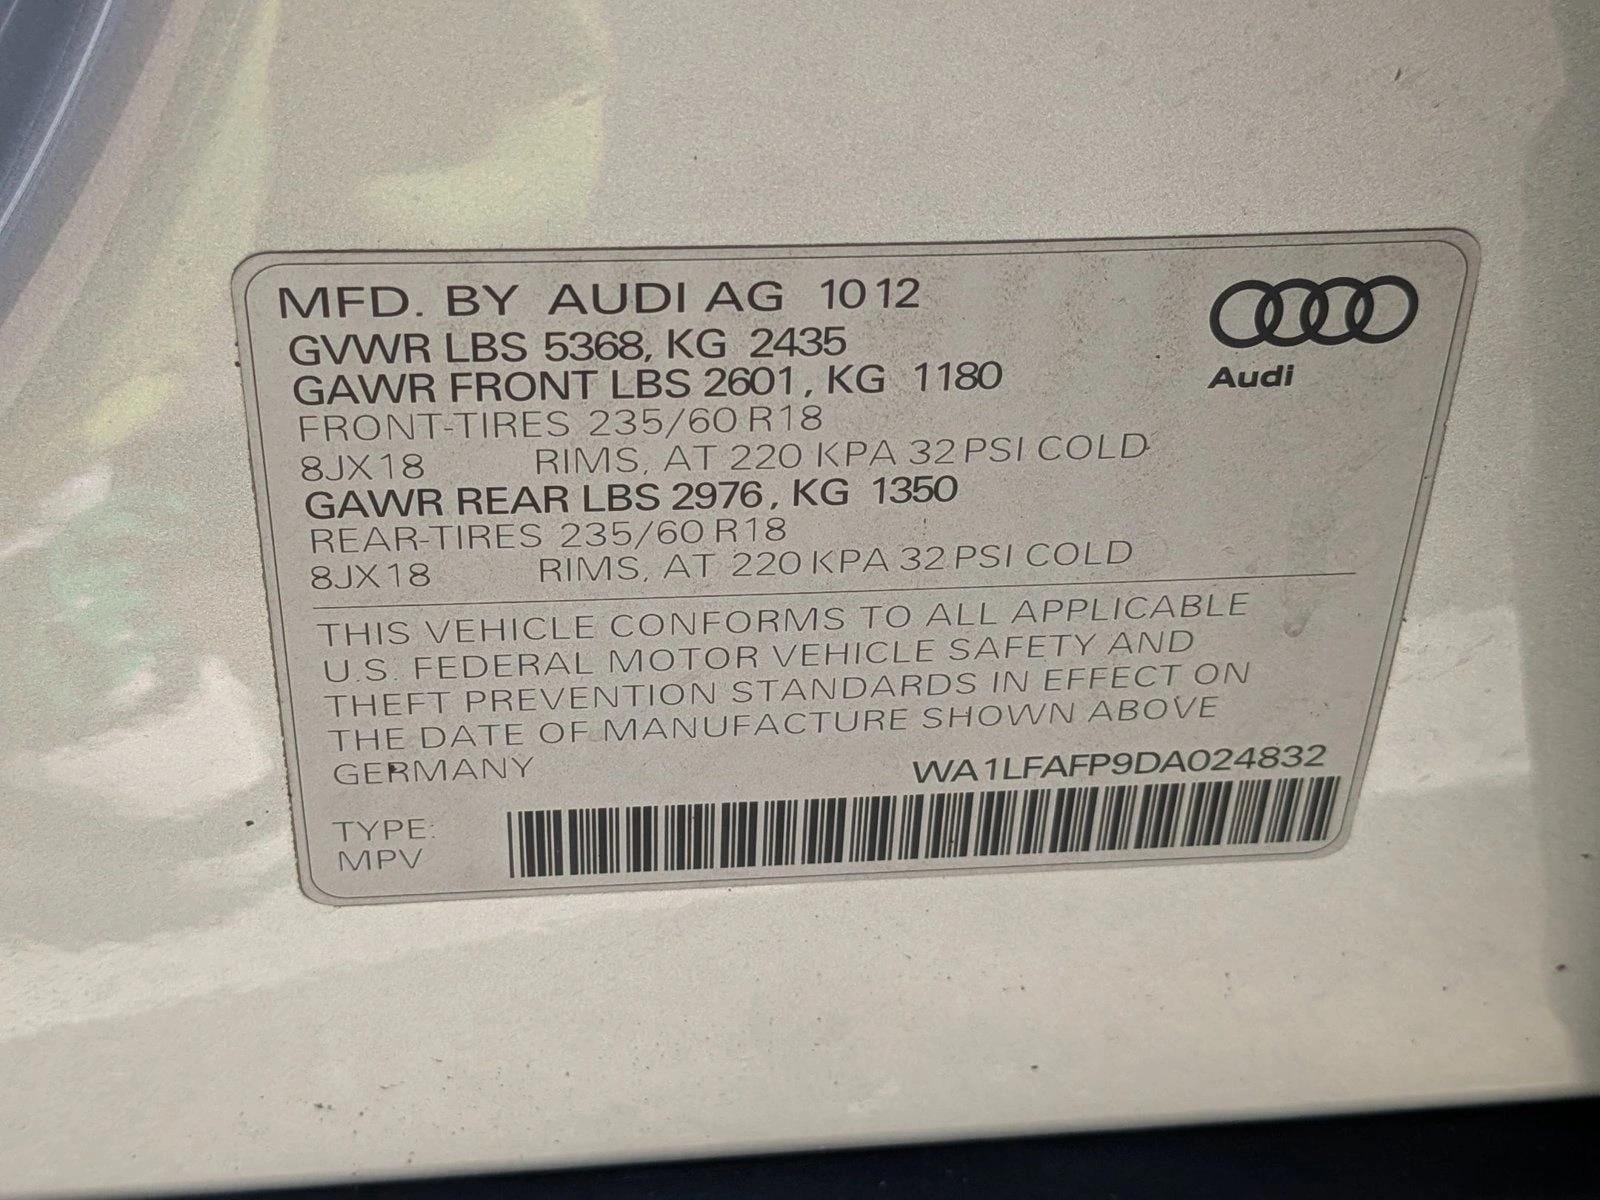 MFD. BY AUDI AG 10 12
GVWR LBS 5368, KG 2435
GAWR FRONT LBS 2601, KG 1180
FRONT-TIRES 235/60 R18
8JX18 RIMS, AT 220 KPA 32 PSI COLD
GAWR REAR LBS 2976, KG 1350
REAR-TIRES 235/60 R18
8JX18 RIMS, AT 220 KPA 32 PSI COLD
Audi
THIS VEHICLE CONFORMS TO ALL APPLICABLE
U.S. FEDERAL MOTOR VEHICLE SAFETY AND
THEFT PREVENTION STANDARDS IN EFFECT ON
THE DATE OF MANUFACTURE SHOWN ABOVE
GERMANY
WA1LFAFP9DA024832
TYPE:
MPV